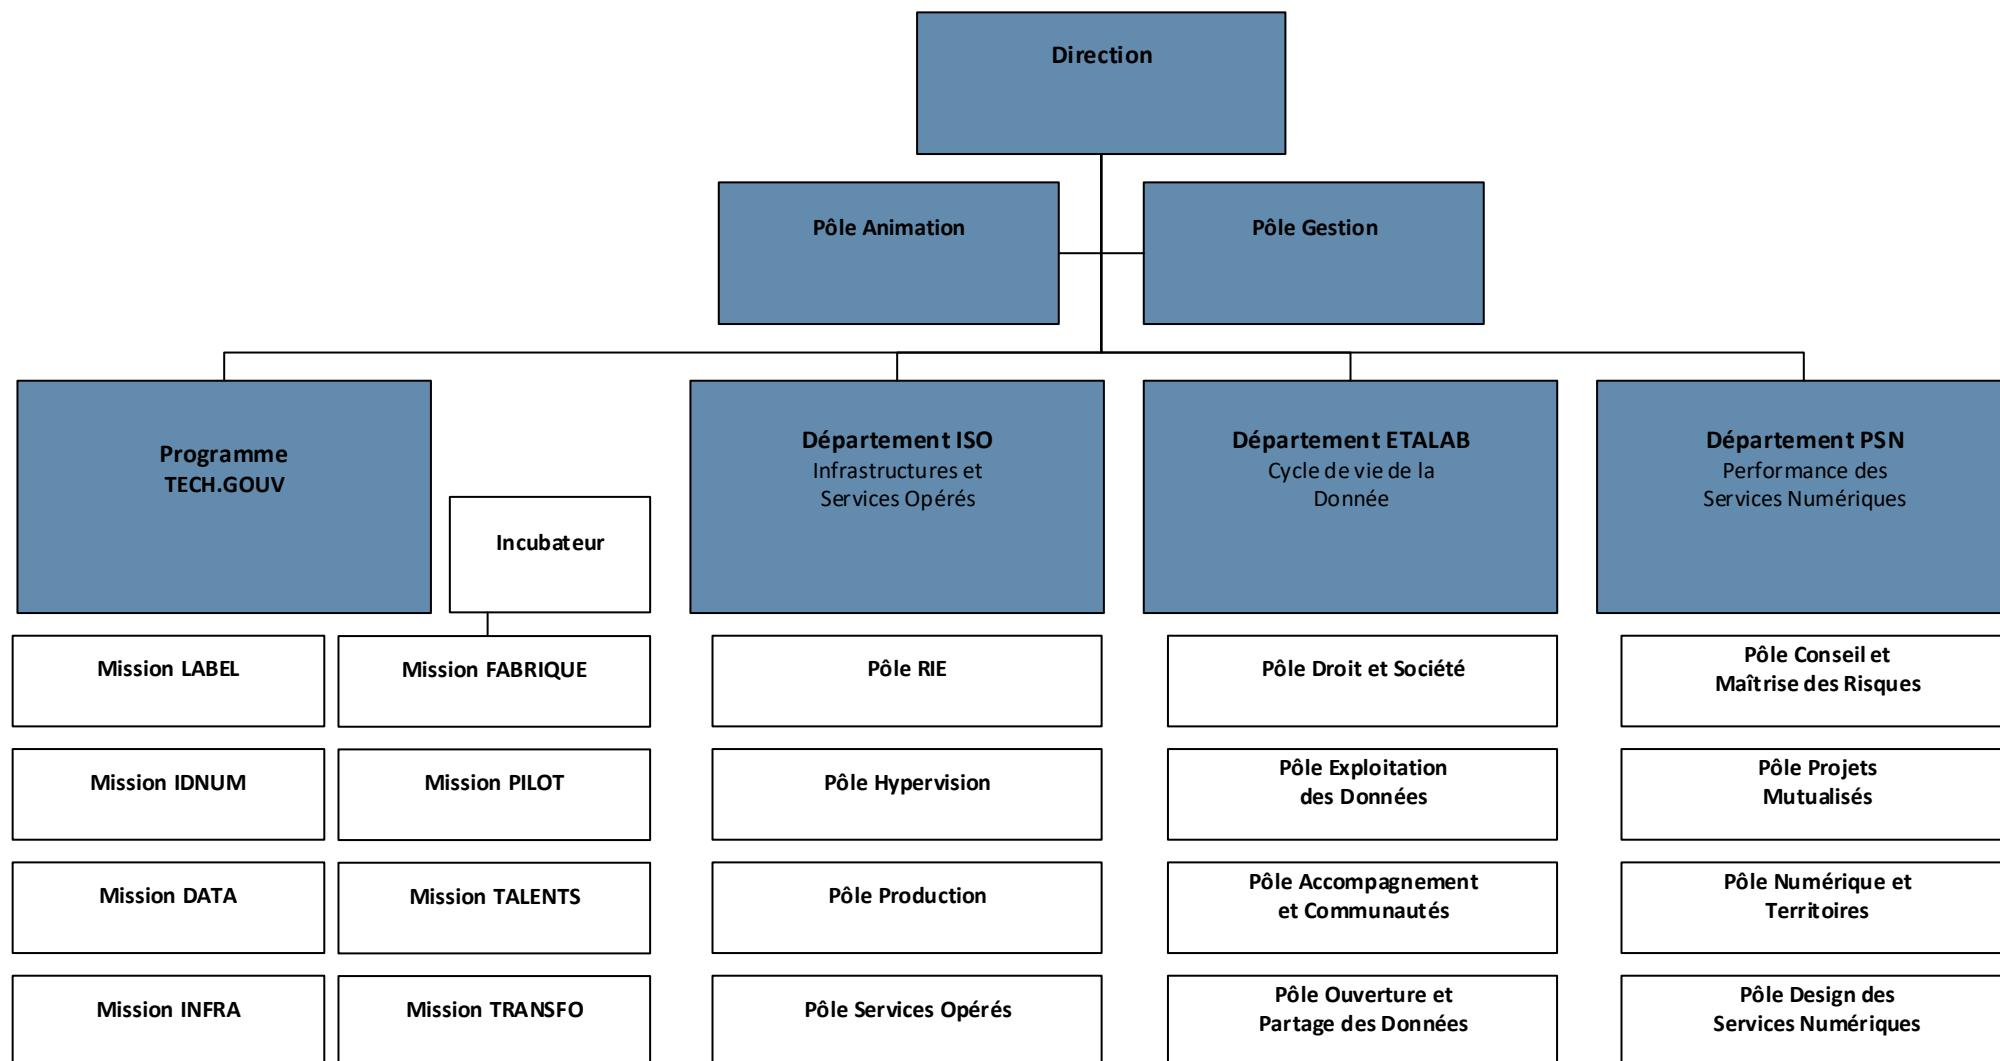 Direction
Pôle Animation
Pôle Gestion
Programme
TECH.GOUV
Incubateur
Département ISO
Infrastructures et
Services Opérés
Département ETALAB
Cycle de vie de la
Donnée
Département PSN
Performance des
Services Numériques
Mission LABEL
Mission FABRIQUE
Pôle RIE
Pôle Droit et Société
Pôle Conseil et
Maîtrise des Risques
Mission IDNUM
Mission PILOT
Pôle Hypervision
Pôle Exploitation
des Données
Pôle Projets
Mutualisés
Mission DATA
Mission TALENTS
Pôle Production
Pôle Accompagnement
et Communautés
Pôle Numérique et
Territoires
Mission INFRA
Mission TRANSFO
Pôle Services Opérés
Pôle Ouverture et
Partage des Données
Pôle Design des
Services Numériques